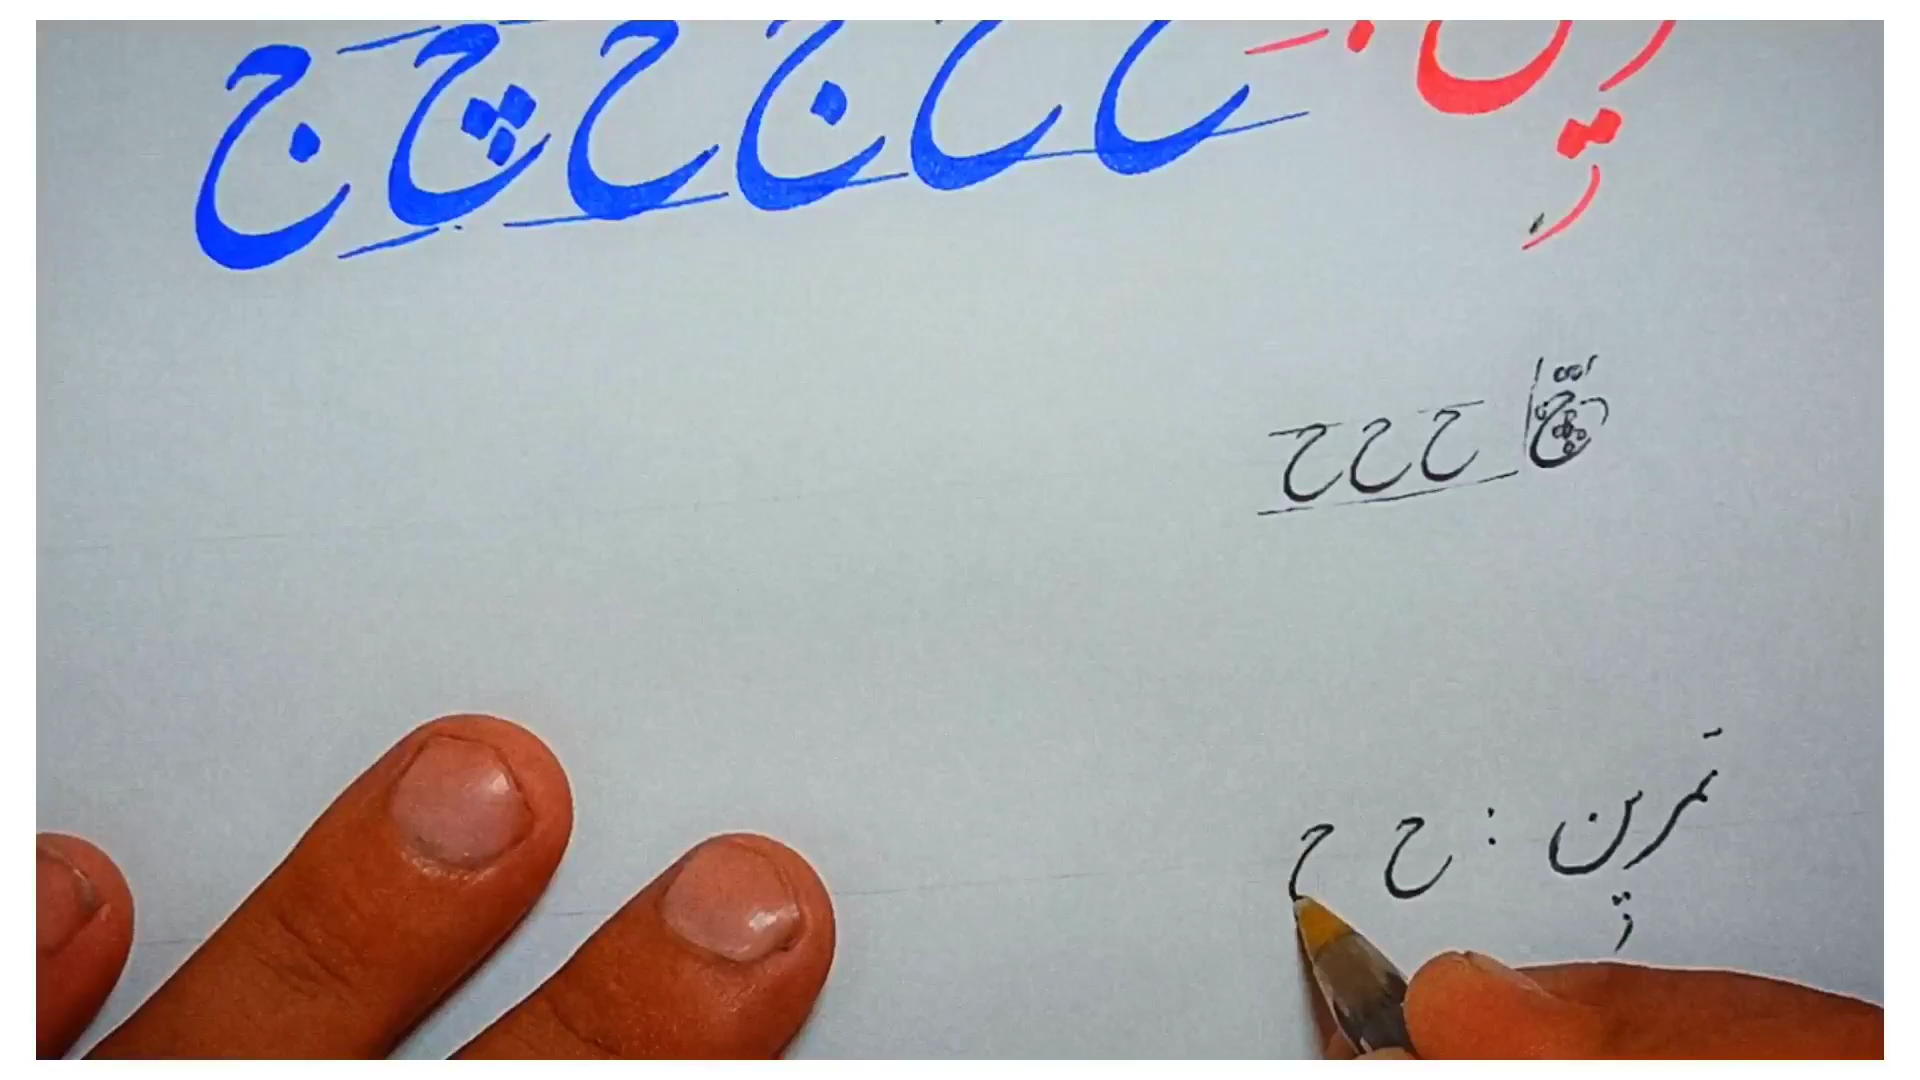 ح ح ج ح چ ج
ح ح ح ح
تمرین : ح ح